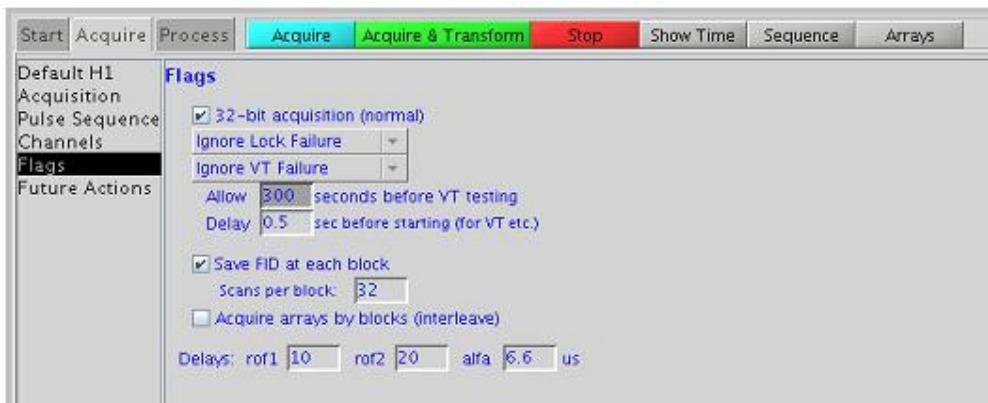 Start Acquire Process Acquire Acquire & Transform Stop Show Time Sequence Arrays
Default H1
Acquisition
Pulse Sequence
Channels
Flags
Future Actions
Flags
32-bit acquisition (normal)
Ignore Lock Failure
Ignore VT Failure
Allow 300 seconds before VT testing
Delay 0.5 sec before starting (for VT etc.)
Save FID at each block
Scans per block: 32
Acquire arrays by blocks (interleave)
Delays: rof1 10 rof2 20 alfa 6.6 us